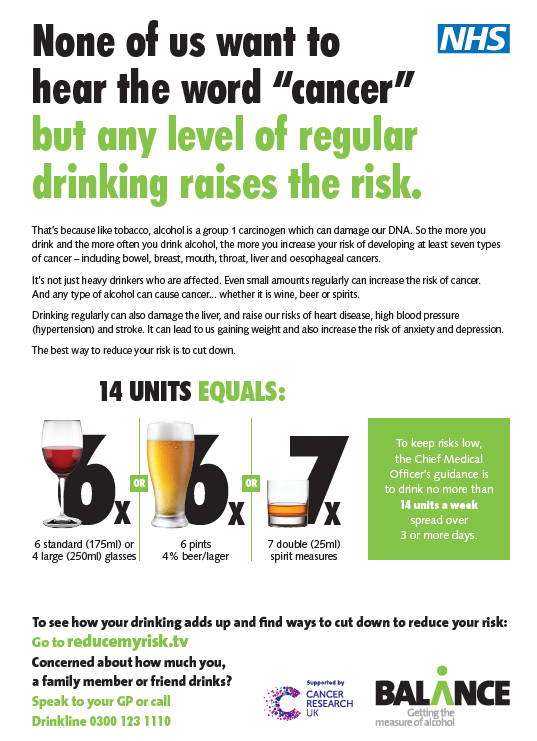 None of us want to
hear the word “cancer”
but any level of regular
drinking raises the risk.
NHS
That's because like tobacco, alcohol is a group 1 carcinogen which can damage our DNA. So the more you
drink and the more often you drink alcohol, the more you increase your risk of developing at least seven types
of cancer – including bowel, breast, mouth, throat, liver and oesophageal cancers.
It's not just heavy drinkers who are affected. Even small amounts regularly can increase the risk of cancer.
And any type of alcohol can cause cancer... whether it is wine, beer or spirits.
Drinking regularly can also damage the liver, and raise our risks of heart disease, high blood pressure
(hypertension) and stroke. It can lead to us gaining weight and also increase the risk of anxiety and depression.
The best way to reduce your risk is to cut down.
14 UNITS EQUALS:
6x
OR
6x
OR
7x
6 standard (175ml) or
4 large (250ml) glasses
6 pints
4% beer/lager
7 double (25ml)
spirit measures
To keep risks low,
the Chief Medical
Officer's guidance is
to drink no more than
14 units a week
spread over
3 or more days.
To see how your drinking adds up and find ways to cut down to reduce your risk:
Go to reducemyrisk.tv
Concerned about how much you,
a family member or friend drinks?
Speak to your GP or call
Drinkline 0300 123 1110
Supported by
CANCER
RESEARCH
UK
BALANCE
Getting the
measure of alcohol